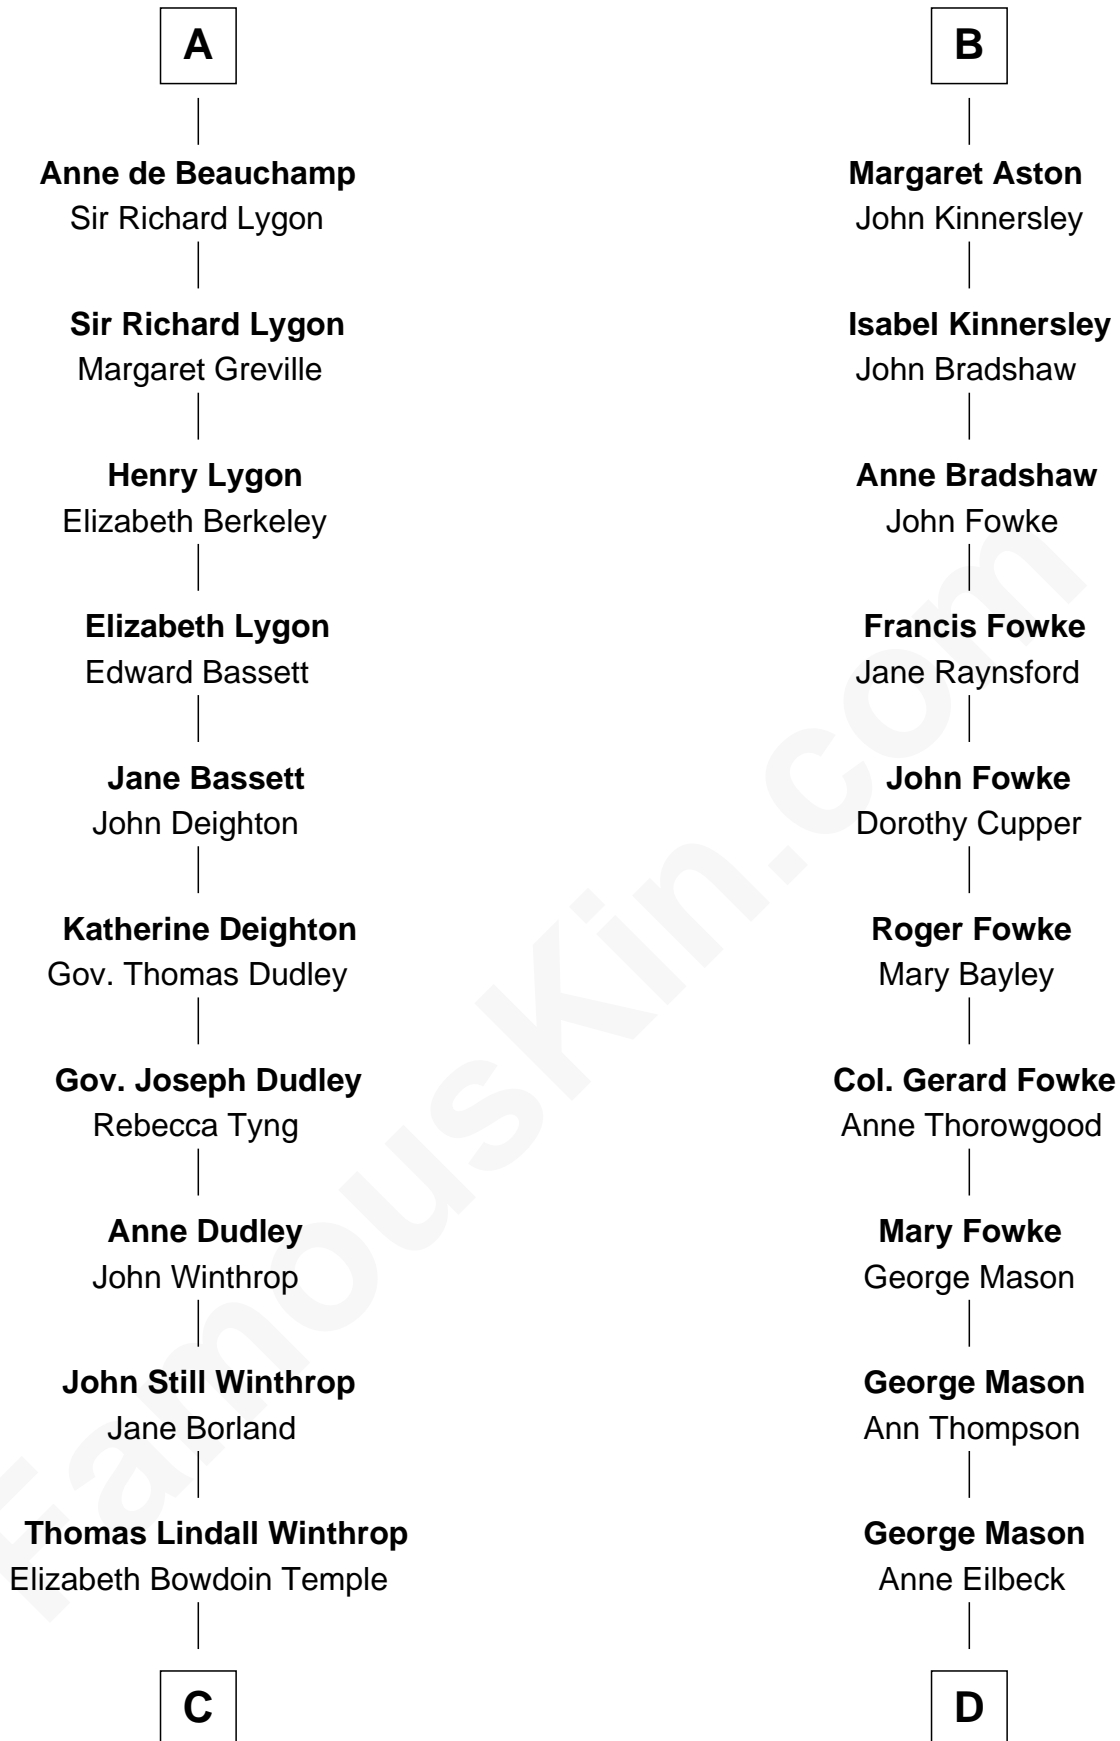 A
Anne de Beauchamp
Sir Richard Lygon
Sir Richard Lygon
Margaret Greville
Henry Lygon
Elizabeth Berkeley
Elizabeth Lygon
Edward Bassett
Jane Bassett
John Deighton
Katherine Deighton
Gov. Thomas Dudley
Gov. Joseph Dudley
Rebecca Tyng
Anne Dudley
John Winthrop
John Still Winthrop
Jane Borland
Thomas Lindall Winthrop
Elizabeth Bowdoin Temple
C
B
Margaret Aston
John Kinnersley
Isabel Kinnersley
John Bradshaw
Anne Bradshaw
John Fowke
Francis Fowke
Jane Raynsford
John Fowke
Dorothy Cupper
Roger Fowke
Mary Bayley
Col. Gerard Fowke
Anne Thorowgood
Mary Fowke
George Mason
George Mason
Ann Thompson
George Mason
Anne Eilbeck
D
FamousKin.com